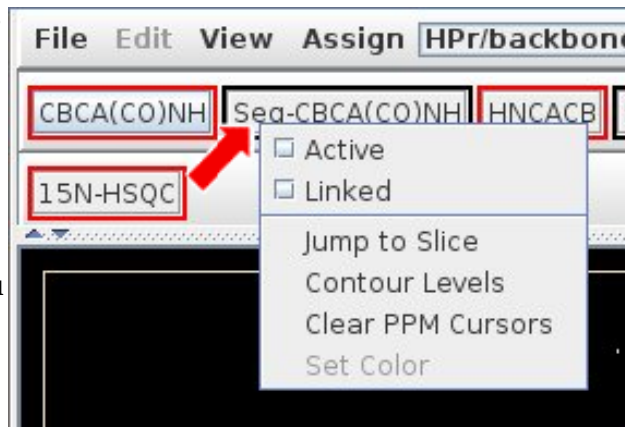 File Edit View Assign HPr/backbone
CBCA(CO)NH Seq-CBCA(CO)NH HNCACB
Active
15N-HSQC
Linked
Jump to Slice
Contour Levels
Clear PPM Cursors
Set Color